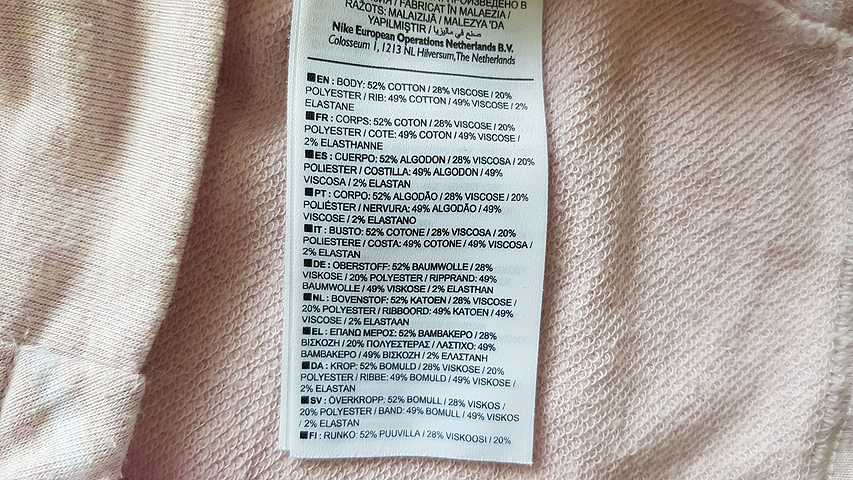 RAŽOTS: MALAIZIJĀ / MALEZYA 'DA
YAPILMIŞTIR / صنع في ماليزيا
Nike European Operations Netherlands B.V.
Colosseum 1, 1213 NL Hilversum, The Netherlands
EN : BODY: 52% COTTON / 28% VISCOSE / 20%
POLYESTER / RIB: 49% COTTON / 49% VISCOSE / 2%
ELASTANE
FR : CORPS: 52% COTON / 28% VISCOSE / 20%
POLYESTER / COTE: 49% COTON / 49% VISCOSE /
2% ELASTHANNE
ES : CUERPO: 52% ALGODON / 28% VISCOSA / 20%
POLIESTER / COSTILLA: 49% ALGODON / 49%
VISCOSA / 2% ELASTAN
PT : CORPO: 52% ALGODÃO / 28% VISCOSE / 20%
POLIÉSTER / NERVURA: 49% ALGODÃO / 49%
VISCOSE / 2% ELASTANO
IT : BUSTO: 52% COTONE / 28% VISCOSA / 20%
POLIESTERE / COSTA: 49% COTONE / 49% VISCOSA /
2% ELASTAN
DE : OBERSTOFF: 52% BAUMWOLLE / 28%
VISKOSE / 20% POLYESTER / RIPPRAND: 49%
BAUMWOLLE / 49% VISKOSE / 2% ELASTHAN
NL : BOVENSTOF: 52% KATOEN / 28% VISCOSE /
20% POLYESTER / RIBBOORD: 49% KATOEN / 49%
VISCOSE / 2% ELASTAAN
EL : ΕΠΑΝΩ ΜΕΡΟΣ: 52% ΒΑΜΒΑΚΕΡΟ / 28%
ΒΙΣΚΟΖΗ / 20% ΠΟΛΥΕΣΤΕΡΑΣ / ΛΑΣΤΙΧΟ: 49%
ΒΑΜΒΑΚΕΡΟ / 49% ΒΙΣΚΟΖΗ / 2% ΕΛΑΣΤΑΝΗ
DA : KROP: 52% BOMULD / 28% VISKOSE / 20%
POLYESTER / RIBBE: 49% BOMULD / 49% VISKOSE /
2% ELASTAN
SV : ÖVERKROPP: 52% BOMULL / 28% VISKOS /
20% POLYESTER / BAND: 49% BOMULL / 49% VISKOS
/ 2% ELASTAN
FI : RUNKO: 52% PUUVILLA / 28% VISKOOSI / 20%